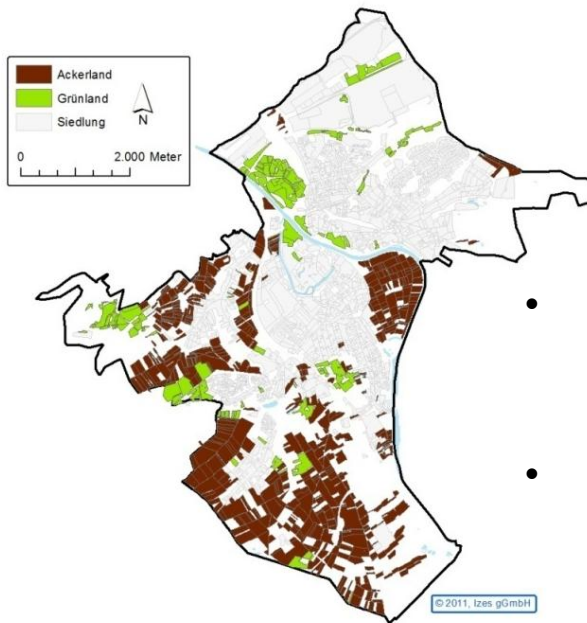 Ackerland
Grünland
Siedlung
N
0 2.000 Meter
© 2011, Izes gGmbH